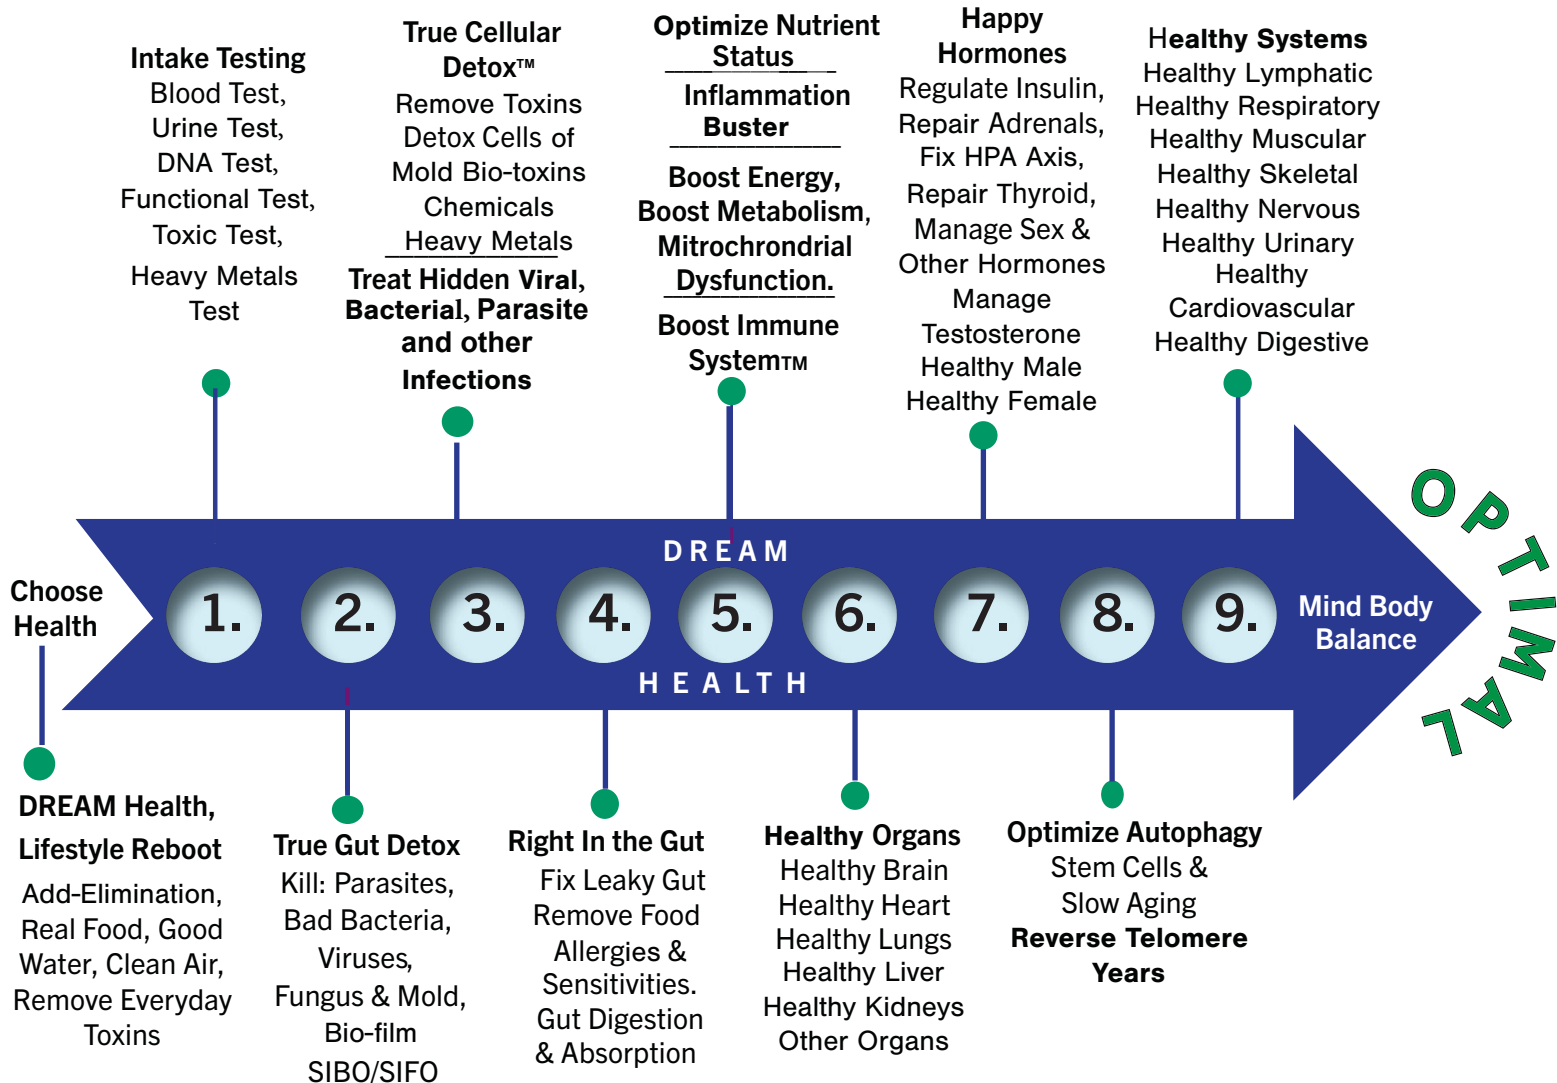 Intake Testing
Blood Test,
Urine Test,
DNA Test,
Functional Test,
Toxic Test,
Heavy Metals
Test
True Cellular
Detox™
Remove Toxins
Detox Cells of
Mold Bio-toxins
Chemicals
Heavy Metals
Treat Hidden Viral,
Bacterial, Parasite
and other
Infections
Optimize Nutrient
Status
Inflammation
Buster
Boost Energy,
Boost Metabolism,
Mitrochrondrial
Dysfunction.
Boost Immune
System™
Happy
Hormones
Regulate Insulin,
Repair Adrenals,
Fix HPA Axis,
Repair Thyroid,
Manage Sex &
Other Hormones
Manage
Testosterone
Healthy Male
Healthy Female
Healthy Systems
Healthy Lymphatic
Healthy Respiratory
Healthy Muscular
Healthy Skeletal
Healthy Nervous
Healthy Urinary
Healthy
Cardiovascular
Healthy Digestive
Choose
Health
DREAM
1. 2. 3. 4. 5. 6. 7. 8. 9.
HEALTH
Mind Body
Balance
OPTIMAL
DREAM Health,
Lifestyle Reboot
Add-Elimination,
Real Food, Good
Water, Clean Air,
Remove Everyday
Toxins
True Gut Detox
Kill: Parasites,
Bad Bacteria,
Viruses,
Fungus & Mold,
Bio-film
SIBO/SIFO
Right In the Gut
Fix Leaky Gut
Remove Food
Allergies &
Sensitivities.
Gut Digestion
& Absorption
Healthy Organs
Healthy Brain
Healthy Heart
Healthy Lungs
Healthy Liver
Healthy Kidneys
Other Organs
Optimize Autophagy
Stem Cells &
Slow Aging
Reverse Telomere
Years